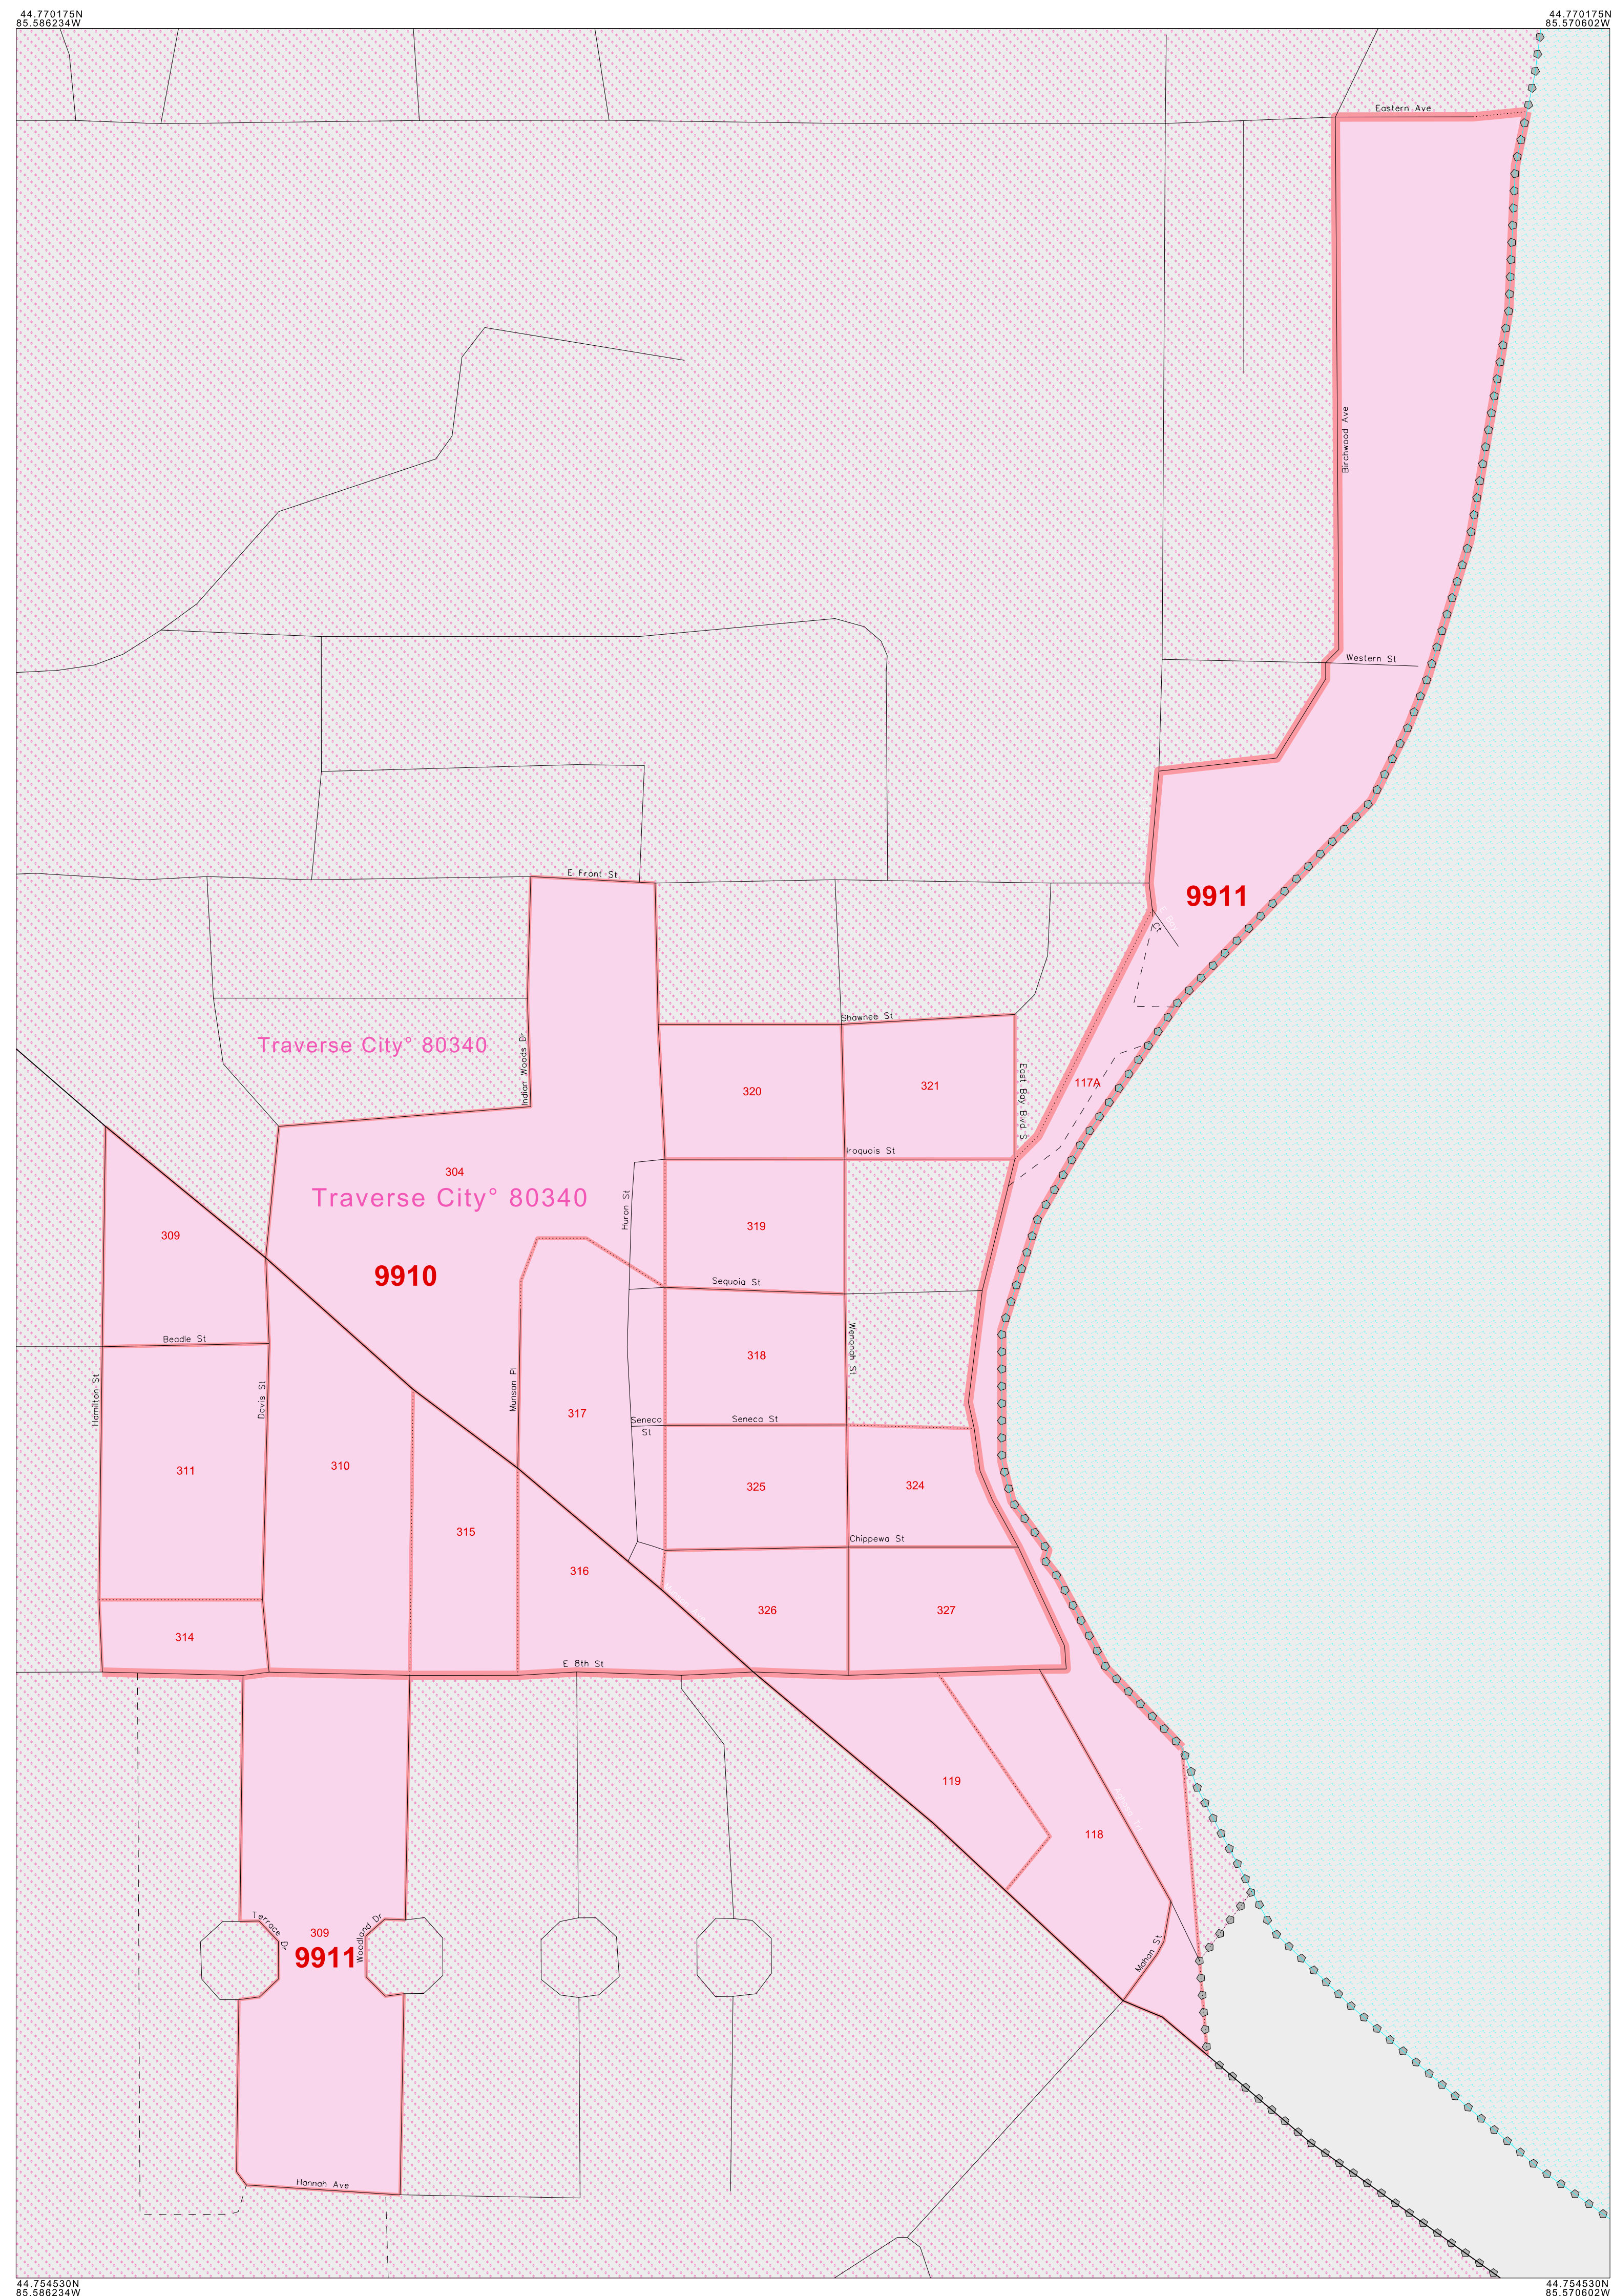 44.770175N
85.586234W
44.770175N
85.570602W
Eastern Ave
Birchwood Ave
Western St
E Front St
9911
Ct
Shawnee St
Traverse City° 80340
Indian Woods Dr
East Bay Blvd S
117A
320
321
Iroquois St
304
Traverse City° 80340
Huron St
319
309
9910
Sequoia St
Beadle St
Wenonah St
318
Hamilton St
Davis St
Munson Pl
317
Seneca St
Seneca
St
311
310
325
324
315
Chippewa St
316
326
327
314
E 8th St
119
118
Terrace Dr
Woodland Dr
309
9911
Mahan St
Hannah Ave
44.754530N
85.586234W
44.754530N
85.570602W